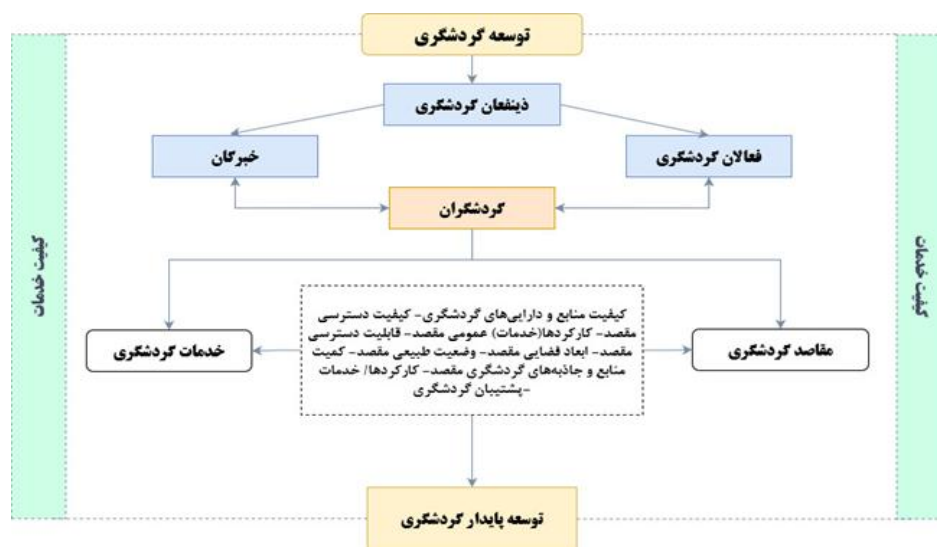 توسعه گردشگری
ذینفعان گردشگری
فعالان گردشگری
خبرگان
گردشگران
کیفیت خدمات
کیفیت خدمات
کیفیت منابع و دارایی‌های گردشگری- کیفیت دسترسی
مقصد- کارکردها(خدمات) عمومی مقصد- قابلیت دسترسی
مقصد- ابعاد فضایی مقصد- وضعیت طبیعی مقصد- کمیت
منابع و جاذبه‌های گردشگری مقصد- کارکردها/ خدمات
پشتیبان گردشگری-
مقاصد گردشگری
خدمات گردشگری
توسعه پایدار گردشگری